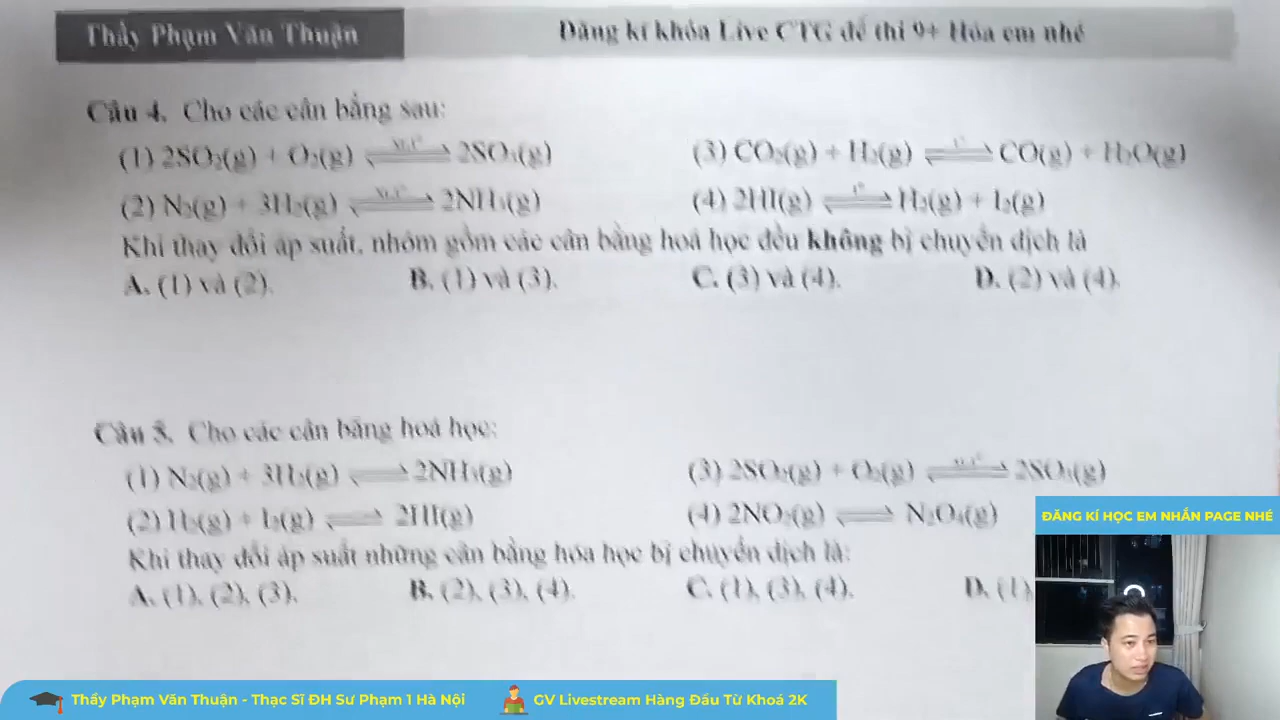 Thầy Phạm Văn Thuận
Đăng kí khóa Live CTG để thi 9+ Hóa em nhé
Câu 4. Cho các cân bằng sau:
(1) 2SO₂(g) + O₂(g) ⇌ 2SO₃(g)
(3) CO₂(g) + H₂(g) ⇌ CO(g) + H₂O(g)
(2) N₂(g) + 3H₂(g) ⇌ 2NH₃(g)
(4) 2HI(g) ⇌ H₂(g) + I₂(g)
Khi thay đổi áp suất, nhóm gồm các cân bằng hoá học đều không bị chuyển dịch là
A. (1) và (2). B. (1) và (3). C. (3) và (4). D. (2) và (4).
Câu 5. Cho các cân bằng hoá học:
(1) N₂(g) + 3H₂(g) ⇌ 2NH₃(g)
(3) 2SO₂(g) + O₂(g) ⇌ 2SO₃(g)
(2) H₂(g) + I₂(g) ⇌ 2HI(g)
(4) 2NO₂(g) ⇌ N₂O₄(g)
Khi thay đổi áp suất những cân bằng hóa học bị chuyển dịch là:
A. (1), (2), (3). B. (2), (3), (4). C. (1), (3), (4). D. (1)
ĐĂNG KÍ HỌC EM NHẮN PAGE NHÉ
Thầy Phạm Văn Thuận - Thạc Sĩ ĐH Sư Phạm 1 Hà Nội
GV Livestream Hàng Đầu Từ Khoá 2K